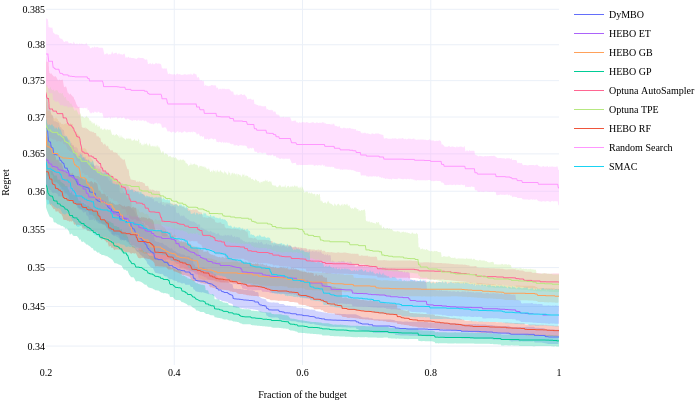 0.385
0.38
0.375
0.37
0.365
0.36
0.355
0.35
0.345
0.34
Regret
0.2
0.4
0.6
0.8
1
Fraction of the budget
DyMBO
HEBO ET
HEBO GB
HEBO GP
Optuna AutoSampler
Optuna TPE
HEBO RF
Random Search
SMAC